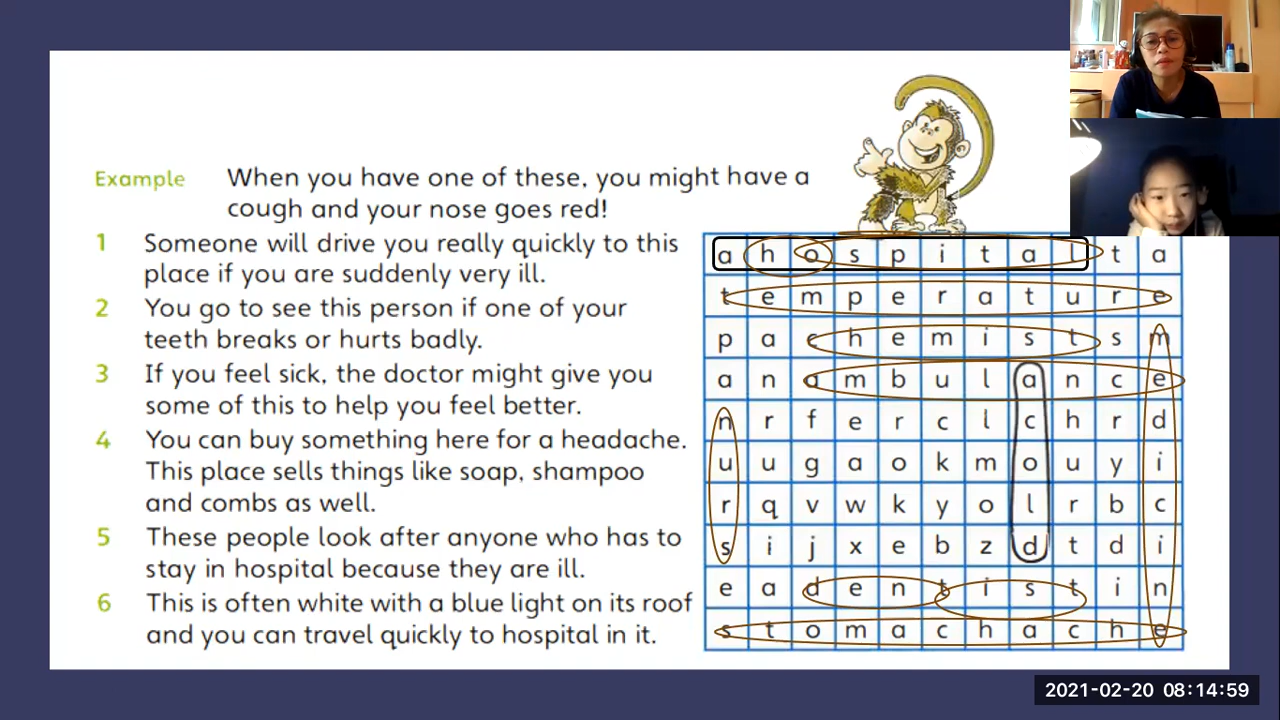 Example When you have one of these, you might have a
cough and your nose goes red!
1 Someone will drive you really quickly to this
place if you are suddenly very ill.
2 You go to see this person if one of your
teeth breaks or hurts badly.
3 If you feel sick, the doctor might give you
some of this to help you feel better.
4 You can buy something here for a headache.
This place sells things like soap, shampoo
and combs as well.
5 These people look after anyone who has to
stay in hospital because they are ill.
6 This is often white with a blue light on its roof
and you can travel quickly to hospital in it.
a h o s p i t a l t a
t e m p e r a t u r e
p a c h e m i s t s m
a n a m b u l a n c e
n r f e r c l c h r d
u u g a o k m o u y i
r q v w k y o l r b c
s i j x e b z d t d i
e a d e n t i s t i n
s t o m a c h a c h e
2021-02-20 08:14:59